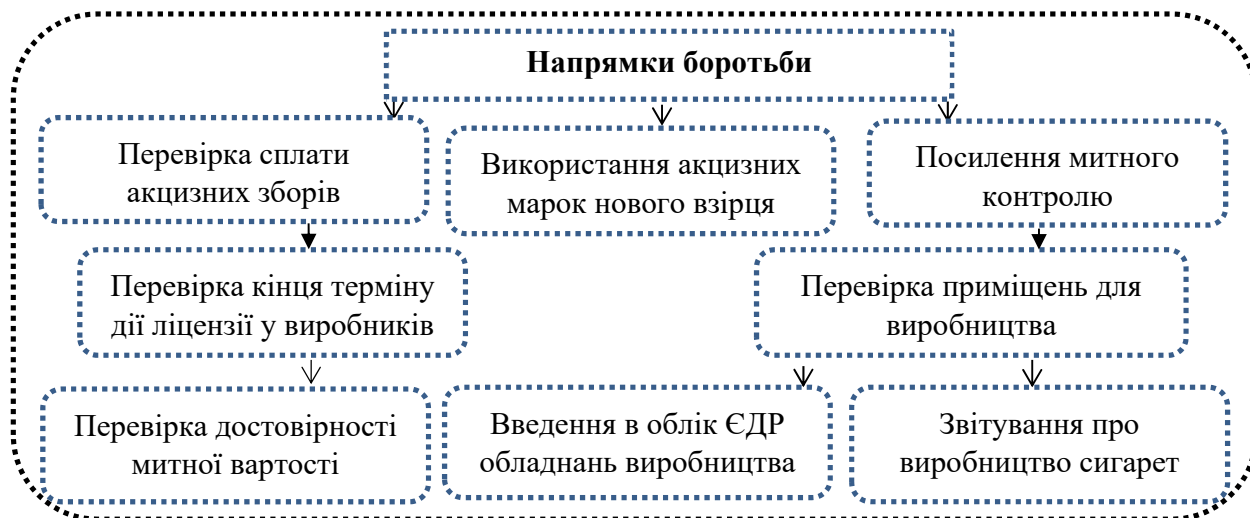 Напрямки боротьби
Перевірка сплати
акцизних зборів
Використання акцизних
марок нового взірця
Посилення митного
контролю
Перевірка кінця терміну
дії ліцензії у виробників
Перевірка приміщень для
виробництва
Перевірка достовірності
митної вартості
Введення в облік ЄДР
обладнань виробництва
Звітування про
виробництво сигарет